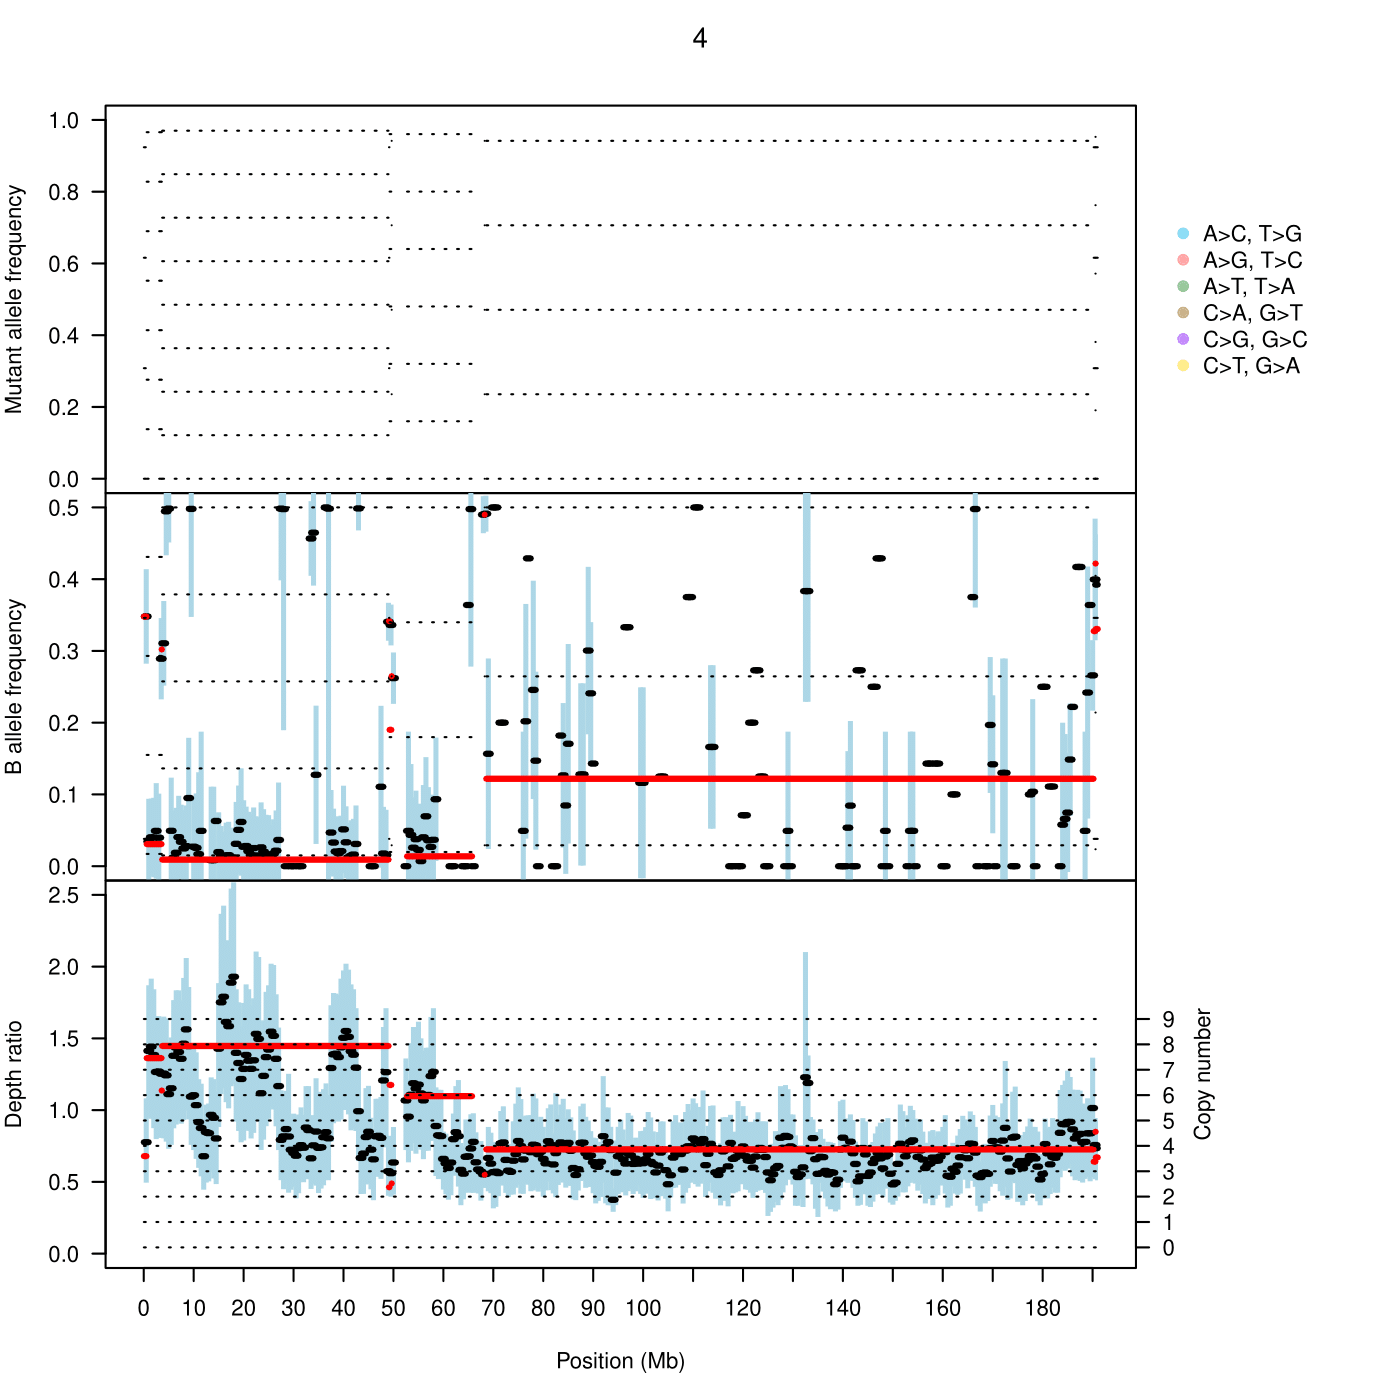 4
Mutant allele frequency
1.0
0.8
0.6
0.4
0.2
0.0
A>C, T>G
A>G, T>C
A>T, T>A
C>A, G>T
C>G, G>C
C>T, G>A
B allele frequency
0.5
0.4
0.3
0.2
0.1
0.0
Depth ratio
2.5
2.0
1.5
1.0
0.5
0.0
9
8
7
6
5
4
3
2
1
0
Copy number
0 10 20 30 40 50 60 70 80 90 100 120 140 160 180
Position (Mb)